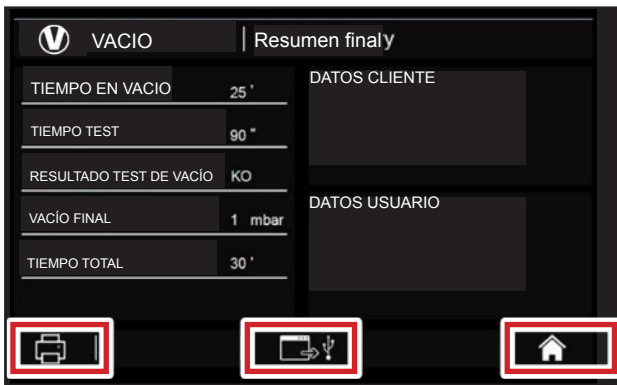 VACIO | Resumen finaly
TIEMPO EN VACIO 25 '
TIEMPO TEST 90 "
RESULTADO TEST DE VACÍO KO
VACÍO FINAL 1 mbar
TIEMPO TOTAL 30 '
DATOS CLIENTE
DATOS USUARIO